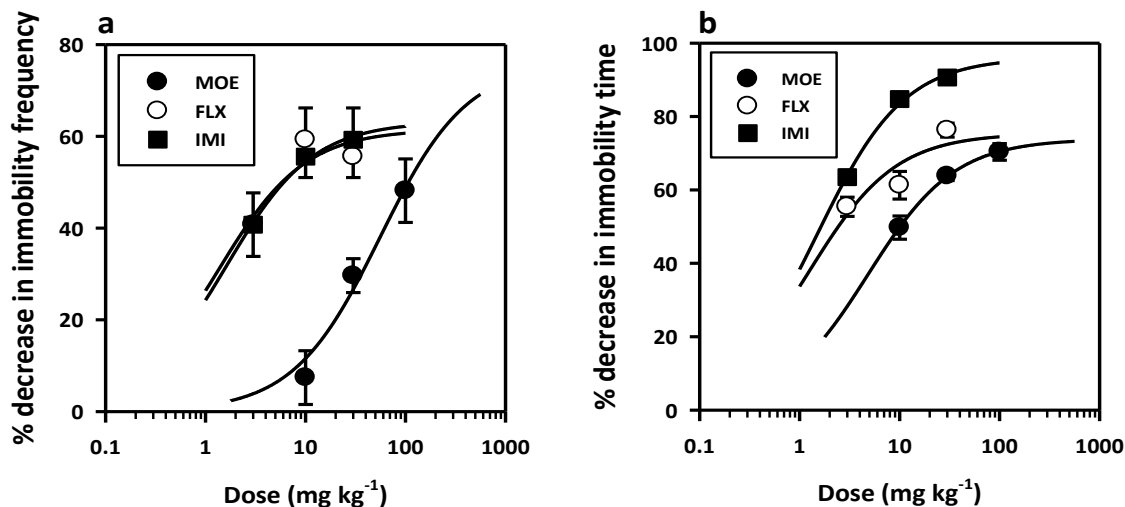 a
% decrease in immobility frequency
80
60
40
20
0
MOE
FLX
IMI
0.1 1 10 100 1000
Dose (mg kg⁻¹)
b
% decrease in immobility time
100
80
60
40
20
0
MOE
FLX
IMI
0.1 1 10 100 1000
Dose (mg kg⁻¹)